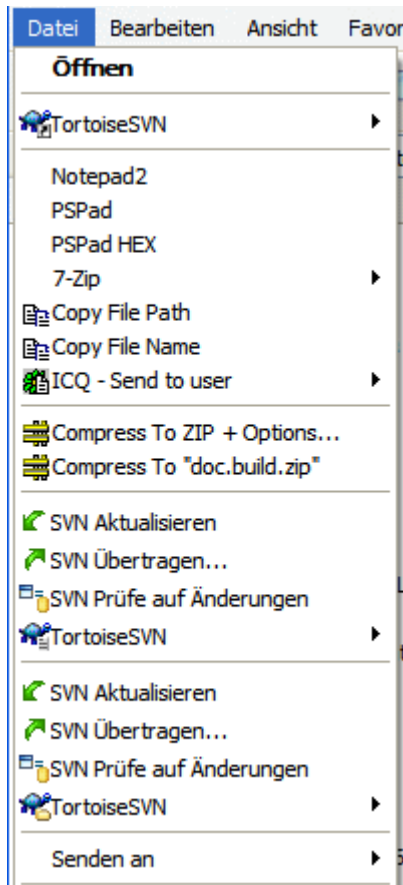 Datei Bearbeiten Ansicht
Öffnen
TortoiseSVN
Notepad2
PSPad
PSPad HEX
7-Zip
Copy File Path
Copy File Name
ICQ - Send to user
Compress To ZIP + Options...
Compress To "doc.build.zip"
SVN Aktualisieren
SVN Übertragen...
SVN Prüfe auf Änderungen
TortoiseSVN
SVN Aktualisieren
SVN Übertragen...
SVN Prüfe auf Änderungen
TortoiseSVN
Senden an